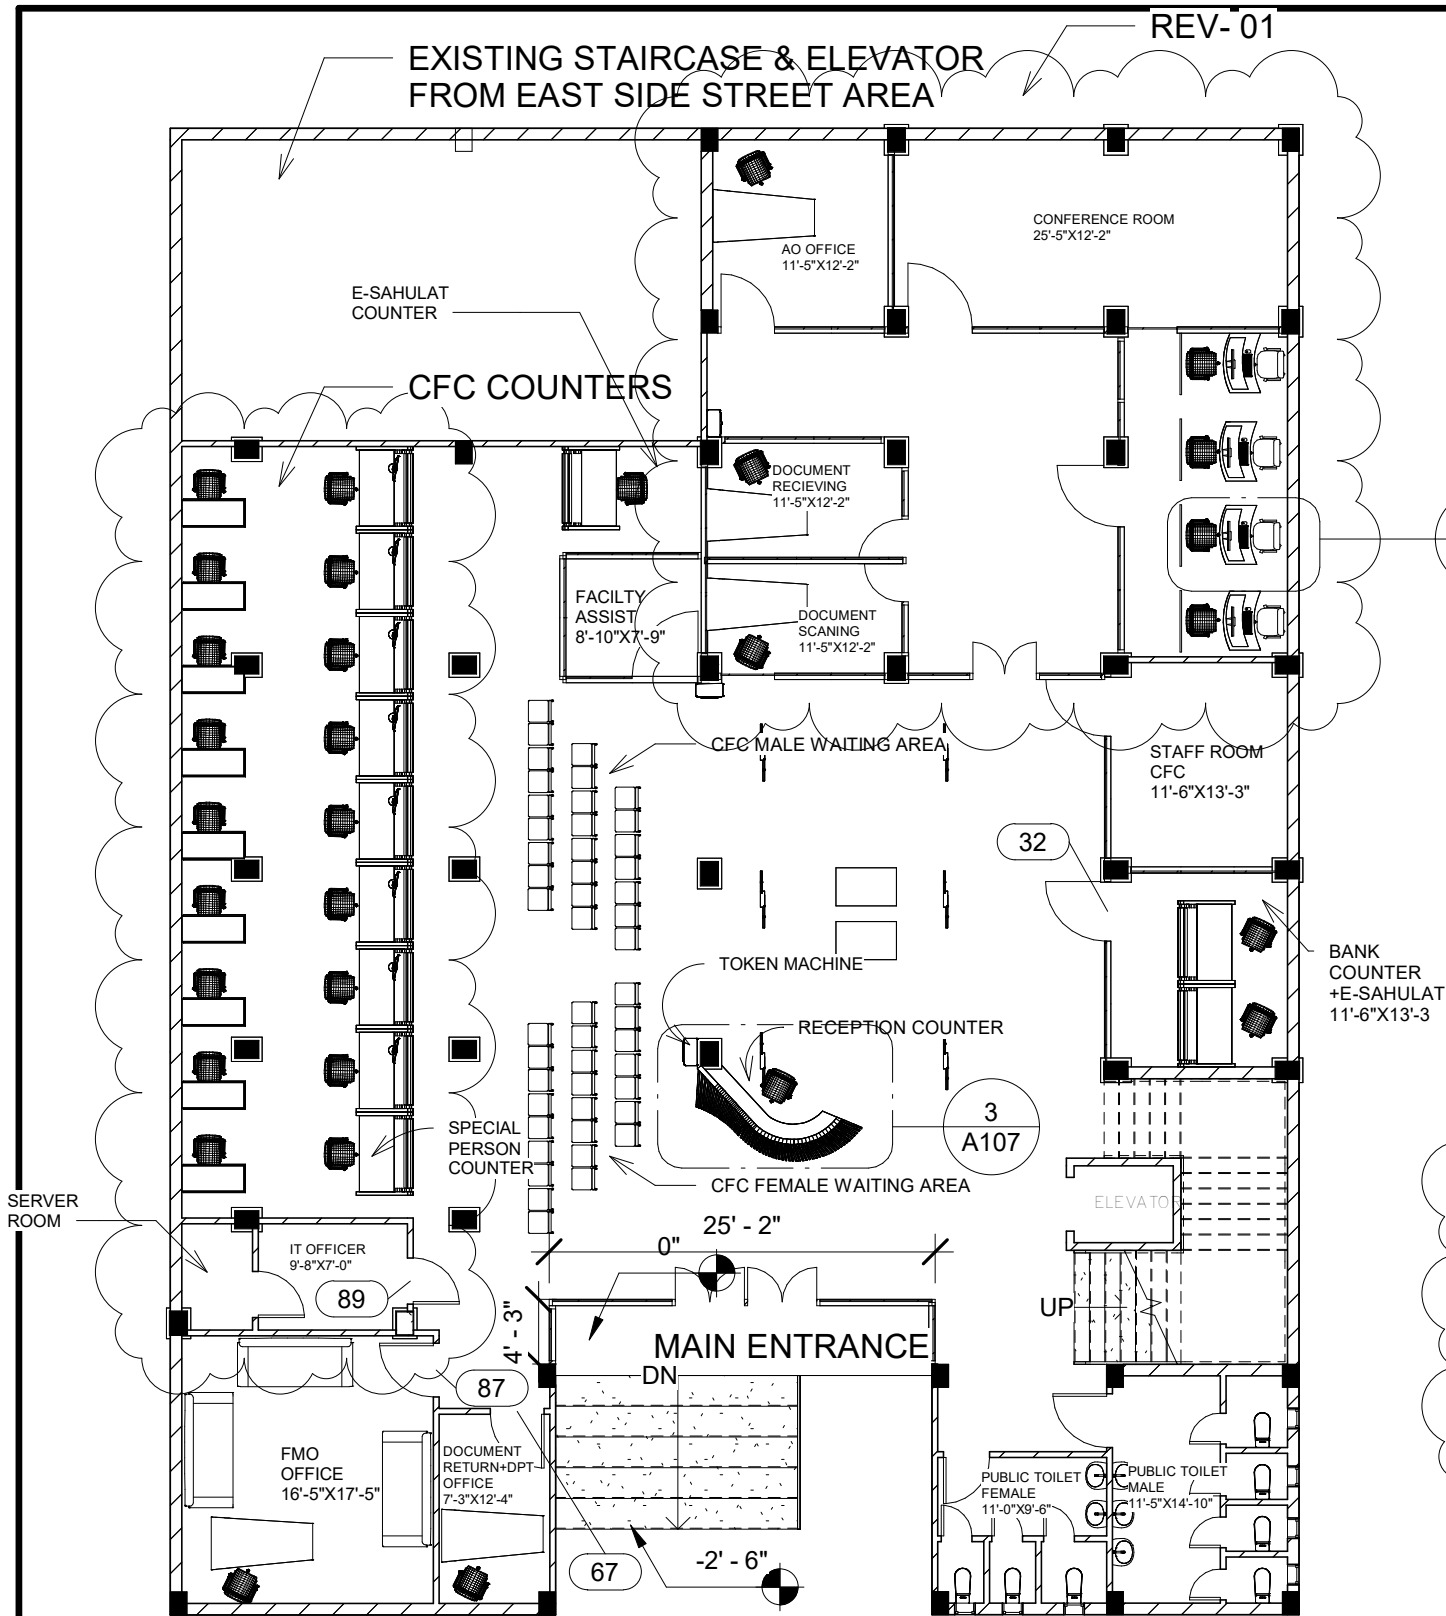 REV- 01
EXISTING STAIRCASE & ELEVATOR
FROM EAST SIDE STREET AREA
CONFERENCE ROOM
25'-5"X12'-2"
AO OFFICE
11'-5"X12'-2"
E-SAHULAT
COUNTER
CFC COUNTERS
DOCUMENT
RECIEVING
11'-5"X12'-2"
FACILTY
ASSIST
8'-10"X7'-9"
DOCUMENT
SCANING
11'-5"X12'-2"
CFC MALE WAITING AREA
STAFF ROOM
CFC
11'-6"X13'-3"
32
BANK
COUNTER
+E-SAHULAT
11'-6"X13'-3
TOKEN MACHINE
RECEPTION COUNTER
3
A107
SPECIAL
PERSON
COUNTER
CFC FEMALE WAITING AREA
ELEVATOR
SERVER
ROOM
25' - 2"
0"
IT OFFICER
9'-8"X7'-0"
89
4' - 3"
UP
MAIN ENTRANCE
DN
87
FMO
OFFICE
16'-5"X17'-5"
DOCUMENT
RETURN+DPT
OFFICE
7'-3"X12'-4"
PUBLIC TOILET
FEMALE
11'-0"X9'-6"
PUBLIC TOILET
MALE
11'-5"X14'-10"
67
-2' - 6"